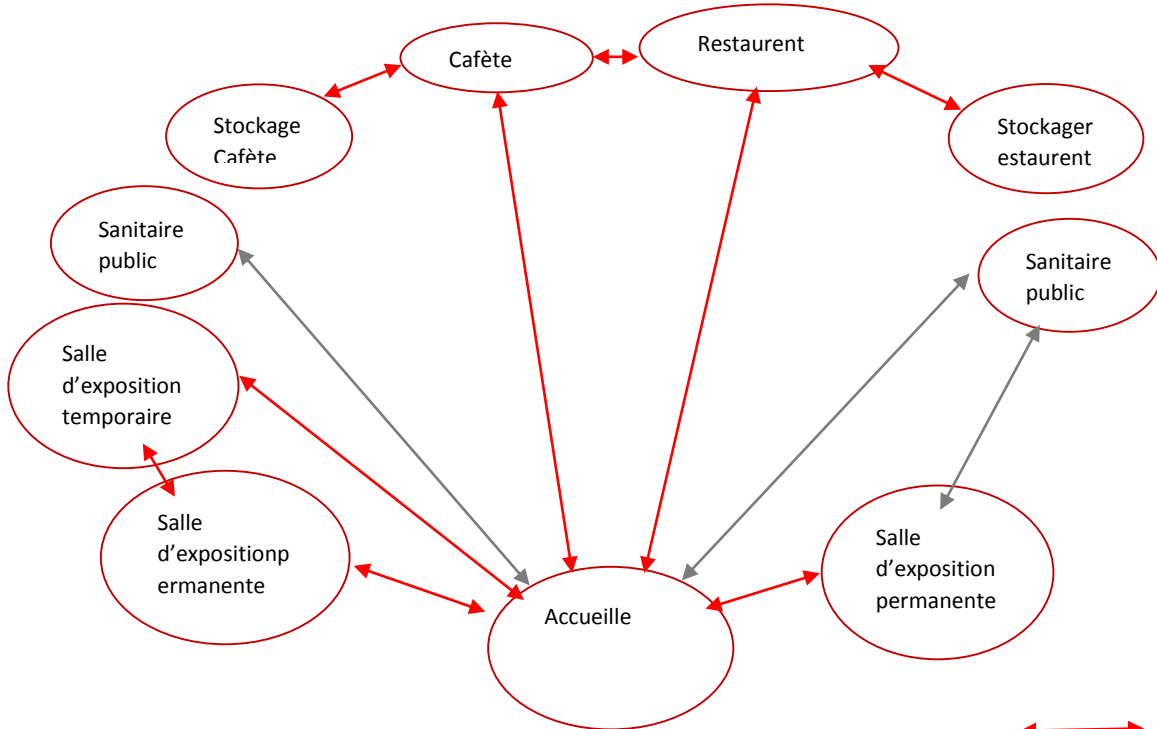 Cafète
Restaurent
Stockage
Cafète
Stockager
estaurent
Sanitaire
public
Sanitaire
public
Salle
d'exposition
temporaire
Salle
d'expositionp
ermanente
Salle
d'exposition
permanente
Accueille